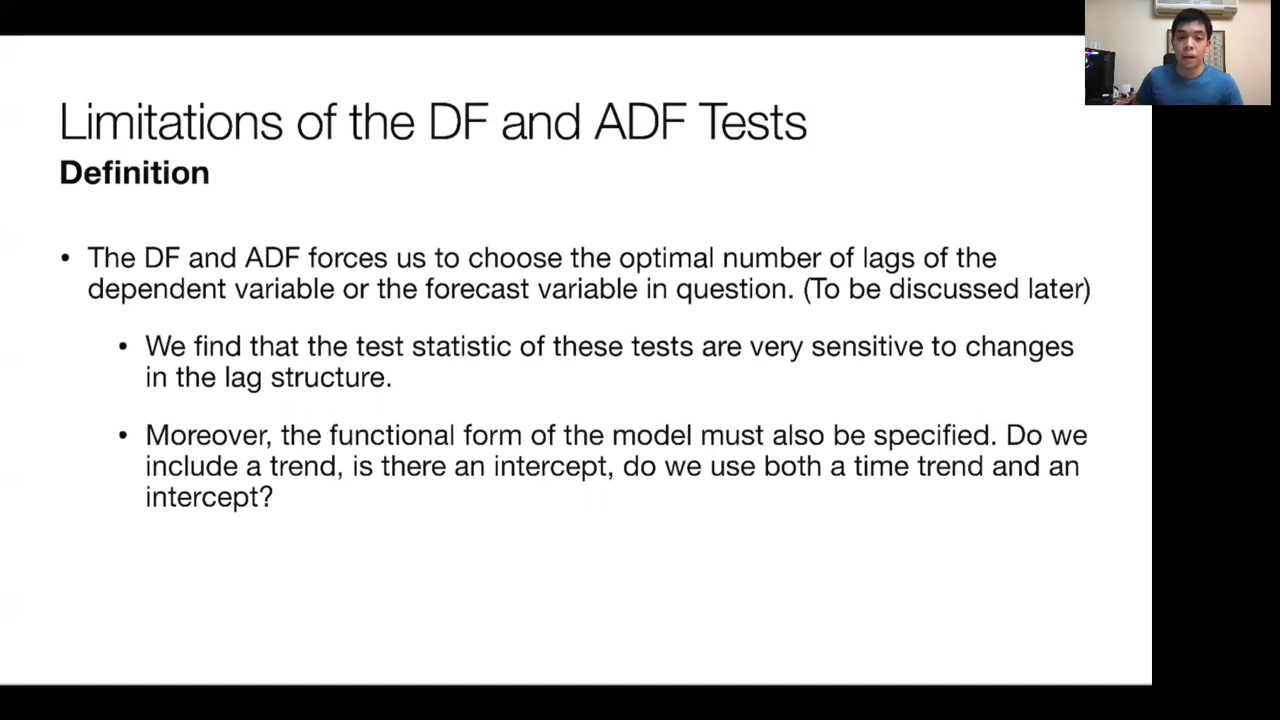 Limitations of the DF and ADF Tests
Definition
• The DF and ADF forces us to choose the optimal number of lags of the
dependent variable or the forecast variable in question. (To be discussed later)
• We find that the test statistic of these tests are very sensitive to changes
in the lag structure.
• Moreover, the functional form of the model must also be specified. Do we
include a trend, is there an intercept, do we use both a time trend and an
intercept?